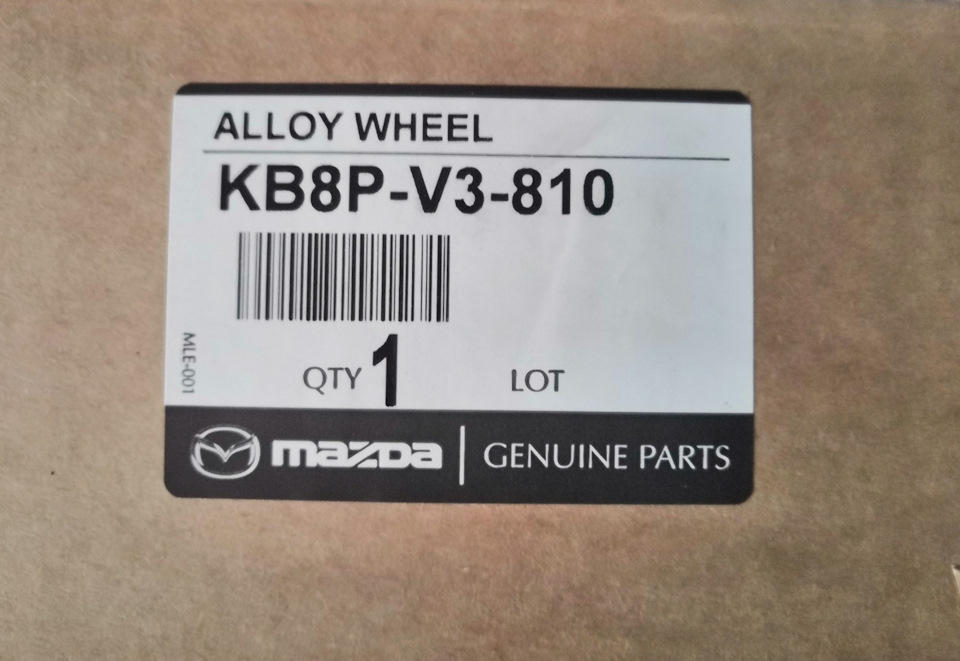 ALLOY WHEEL
KB8P-V3-810
MLE-001
QTY 1 LOT
mazda GENUINE PARTS